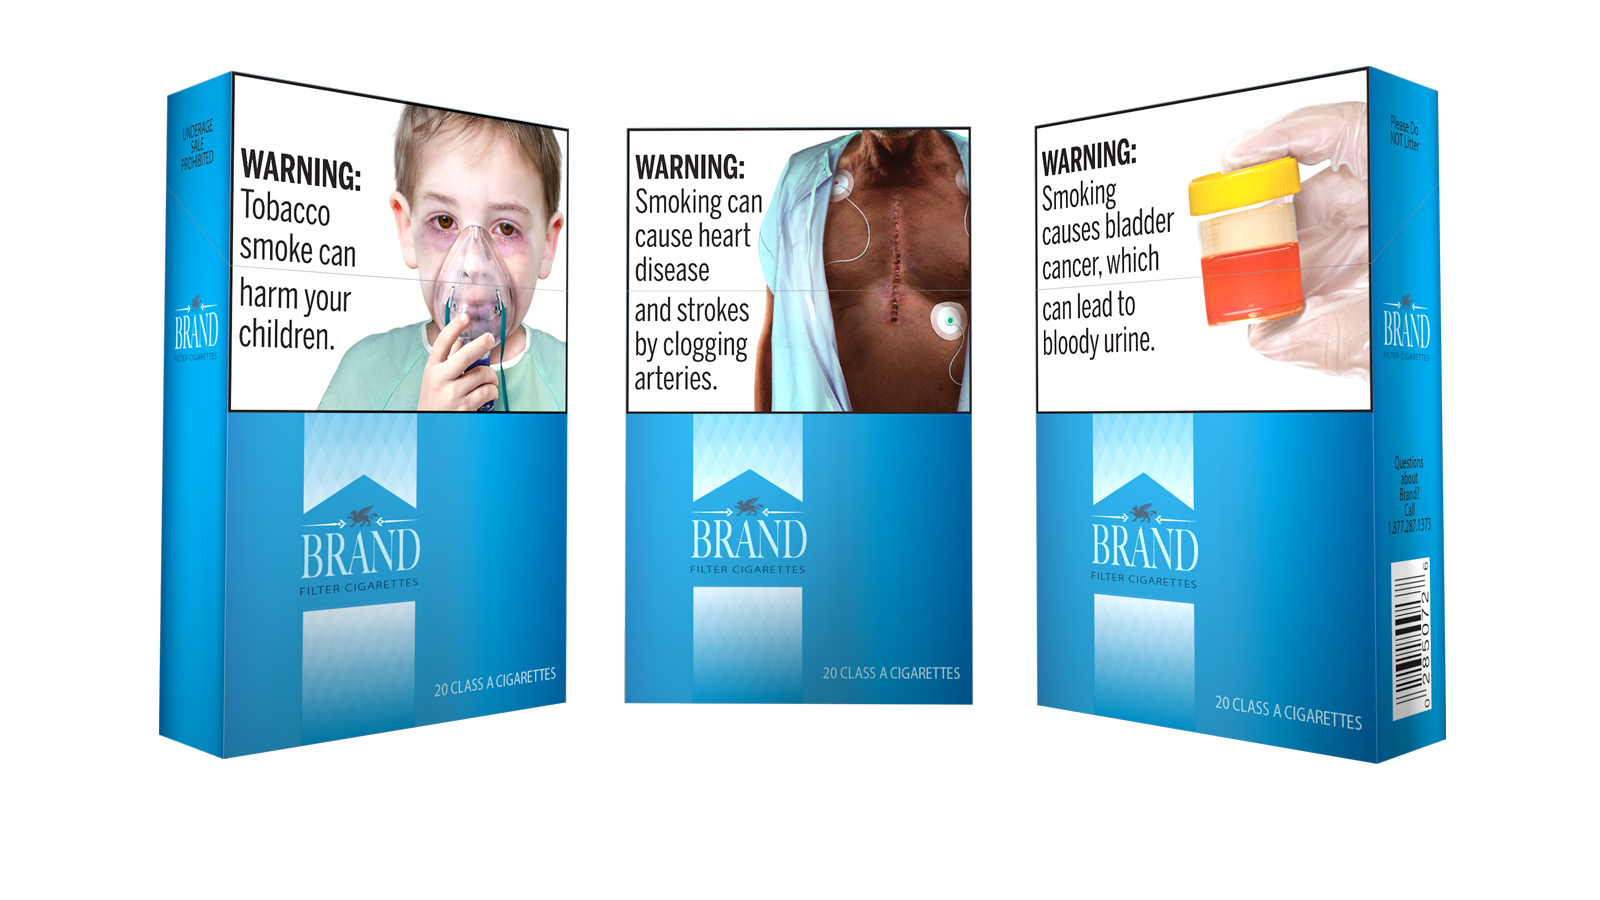 UNDERAGE
SALE
PROHIBITED
BRAND
FILTER CIGARETTES
WARNING:
Tobacco
smoke can
harm your
children.
BRAND
FILTER CIGARETTES
20 CLASS A CIGARETTES
WARNING:
Smoking can
cause heart
disease
and strokes
by clogging
arteries.
BRAND
FILTER CIGARETTES
20 CLASS A CIGARETTES
WARNING:
Smoking
causes bladder
cancer, which
can lead to
bloody urine.
BRAND
FILTER CIGARETTES
20 CLASS A CIGARETTES
Please Do
NOT Litter
BRAND
FILTER CIGARETTES
Questions
about
Brand?
Call
1.877.287.1373
0 2850726